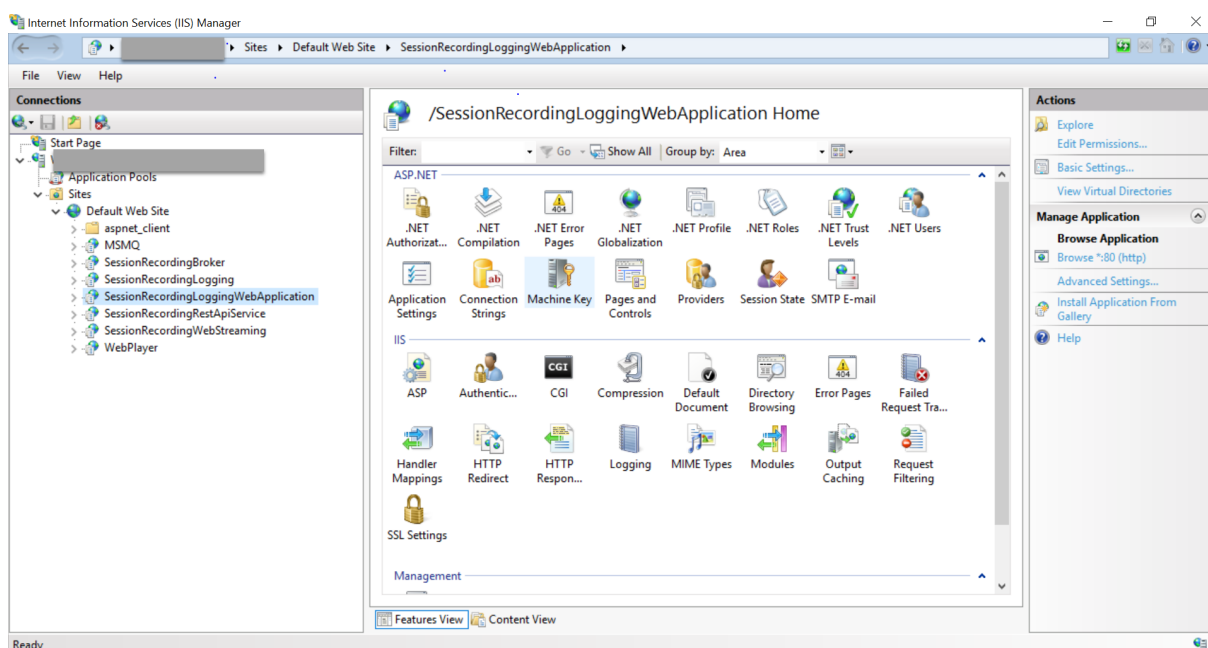 Internet Information Services (IIS) Manager
Sites Default Web Site SessionRecordingLoggingWebApplication
File View Help
Connections
Start Page
Application Pools
Sites
Default Web Site
aspnet_client
MSMQ
SessionRecordingBroker
SessionRecordingLogging
SessionRecordingLoggingWebApplication
SessionRecordingRestApiService
SessionRecordingWebStreaming
WebPlayer
/SessionRecordingLoggingWebApplication Home
Filter: Go Show All Group by: Area
ASP.NET
.NET Authorizat...
.NET Compilation
.NET Error Pages
.NET Globalization
.NET Profile
.NET Roles
.NET Trust Levels
.NET Users
404
ab
Application Settings
Connection Strings
Machine Key
Pages and Controls
Providers
Session State
SMTP E-mail
IIS
CGI
404
ASP
Authentic...
CGI
Compression
Default Document
Directory Browsing
Error Pages
Failed Request Tra...
Handler Mappings
HTTP Redirect
HTTP Respon...
Logging
MIME Types
Modules
Output Caching
Request Filtering
SSL Settings
Management
Features View Content View
Actions
Explore
Edit Permissions...
Basic Settings...
View Virtual Directories
Manage Application
Browse Application
Browse *:80 (http)
Advanced Settings...
Install Application From
Gallery
Help
Ready